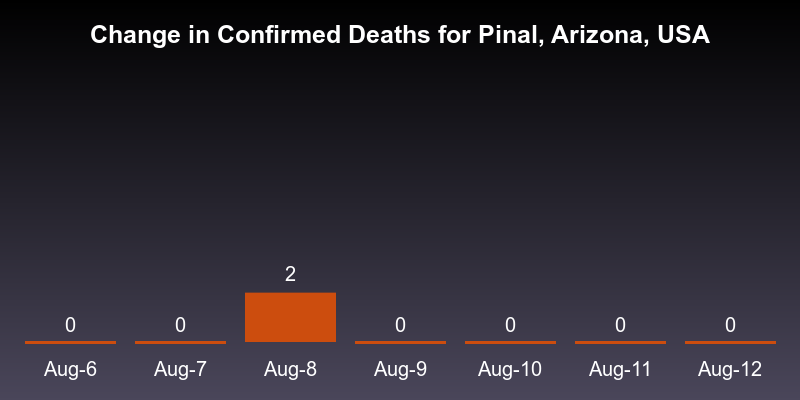 Change in Confirmed Deaths for Pinal, Arizona, USA
2
0 0 0 0 0 0
Aug-6 Aug-7 Aug-8 Aug-9 Aug-10 Aug-11 Aug-12